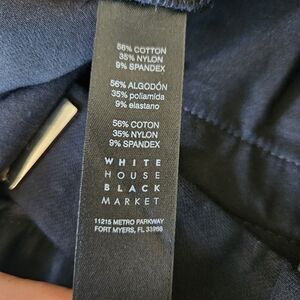 56% COTTON
35% NYLON
9% SPANDEX
56% ALGODÓN
35% poliamida
9% elastano
56% COTON
35% NYLON
9% SPANDEX
WHITE
HOUSE
BLACK
MARKET
11215 METRO PARKWAY
FORT MYERS, FL 33966